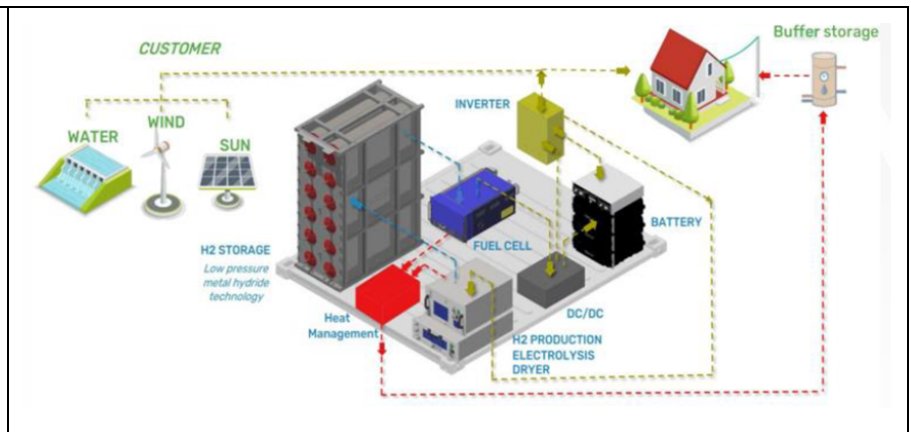 CUSTOMER
Buffer storage
WATER
WIND
SUN
INVERTER
BATTERY
FUEL CELL
H2 STORAGE
Low pressure
metal hydride
technology
Heat
Management
DC/DC
H2 PRODUCTION
ELECTROLYSIS
DRYER